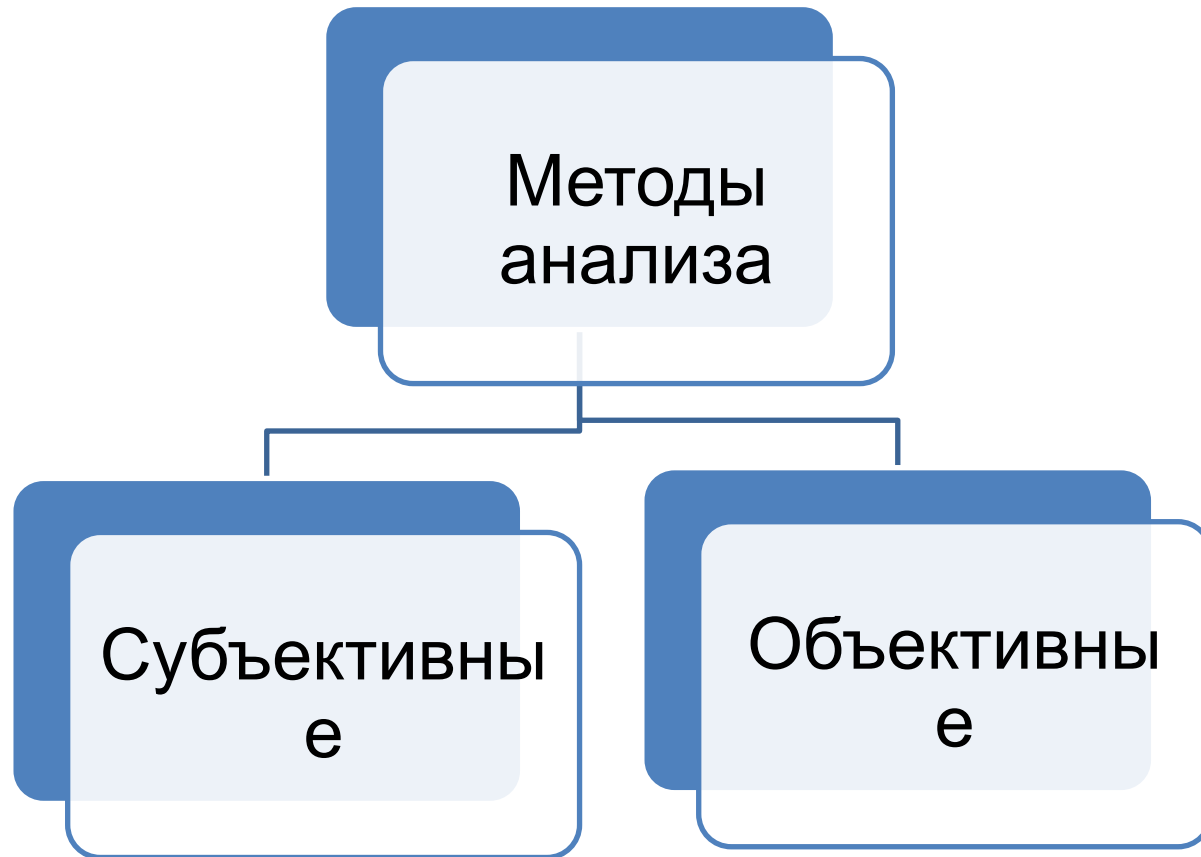 Методы
анализа
Субъективны
е
Объективны
е